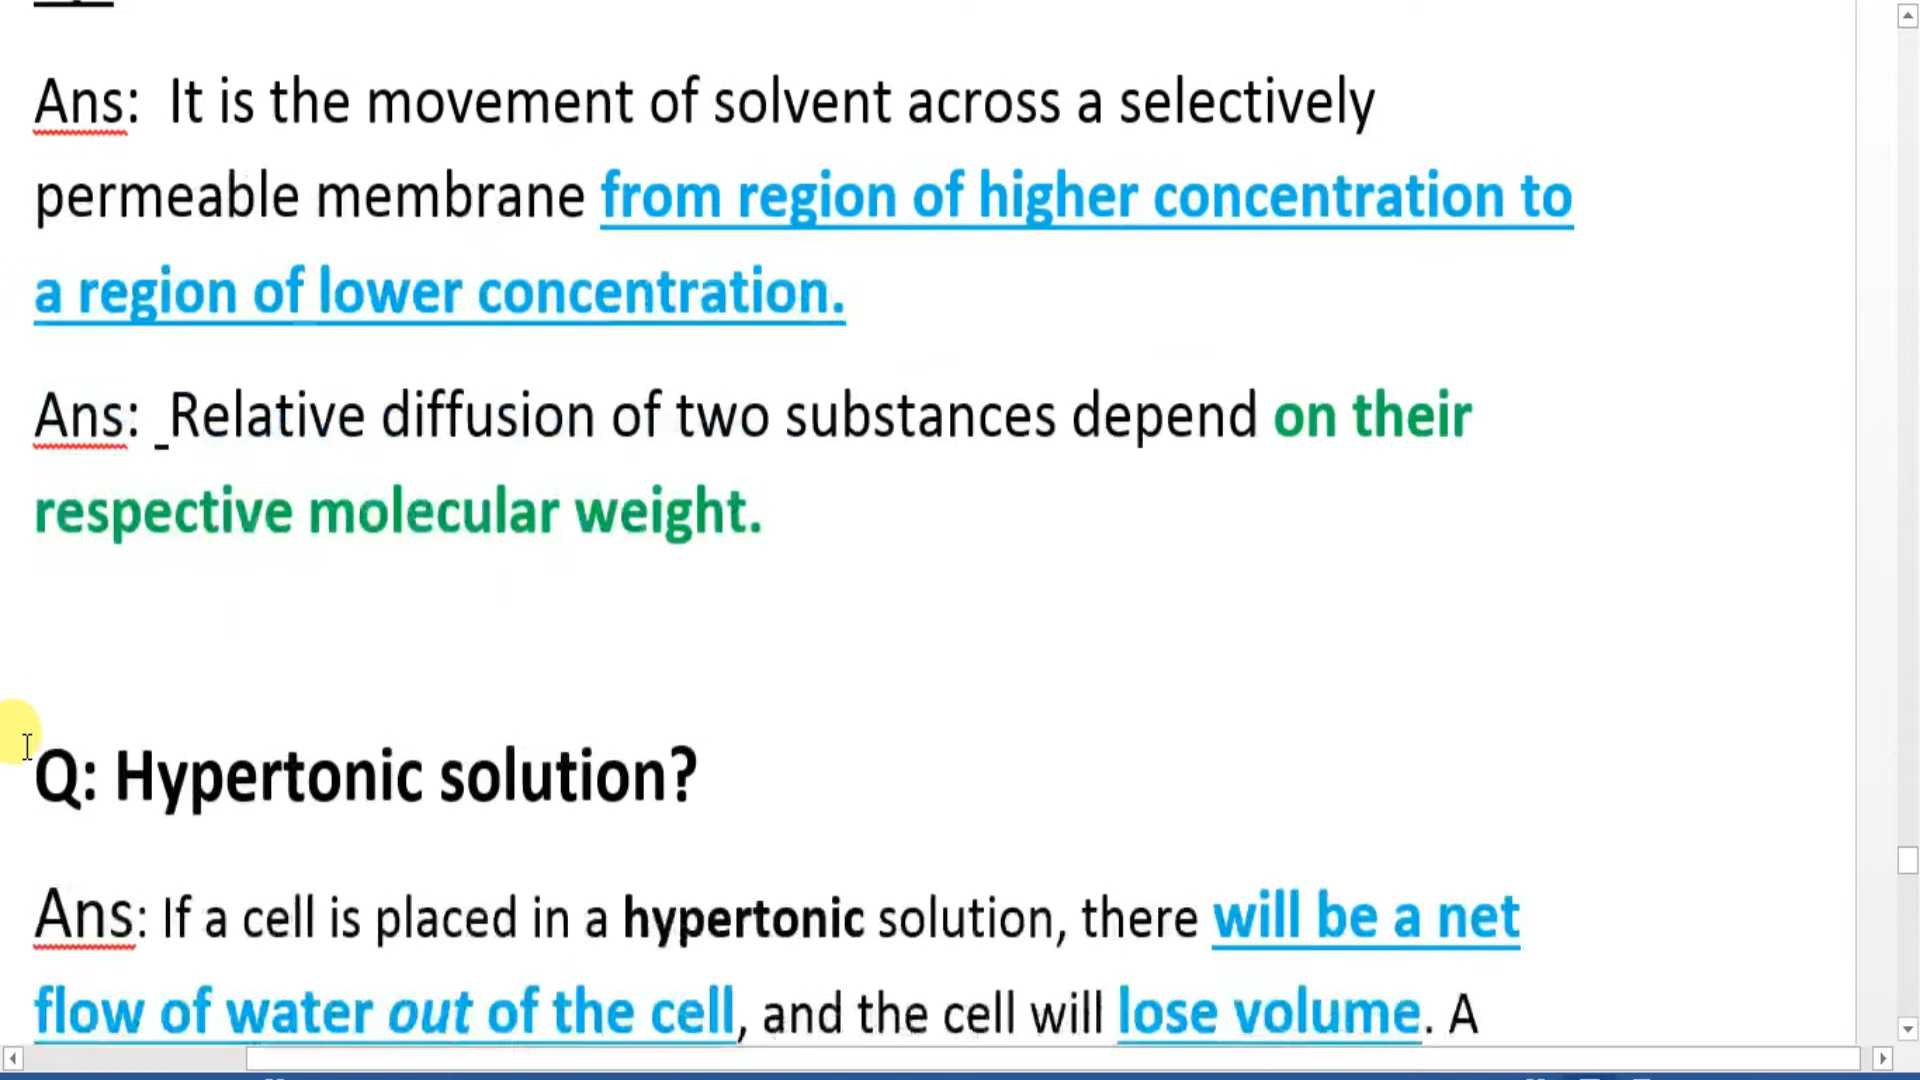 Ans: It is the movement of solvent across a selectively
permeable membrane from region of higher concentration to
a region of lower concentration.
Ans: Relative diffusion of two substances depend on their
respective molecular weight.
Q: Hypertonic solution?
Ans: If a cell is placed in a hypertonic solution, there will be a net
flow of water out of the cell, and the cell will lose volume. A